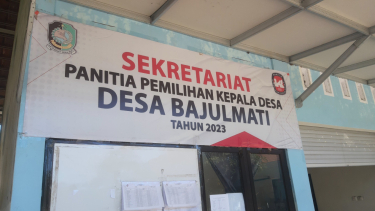 SEKRETARIAT
PANITIA PEMILIHAN KEPALA DESA
DESA BAJULMATI
TAHUN 2023